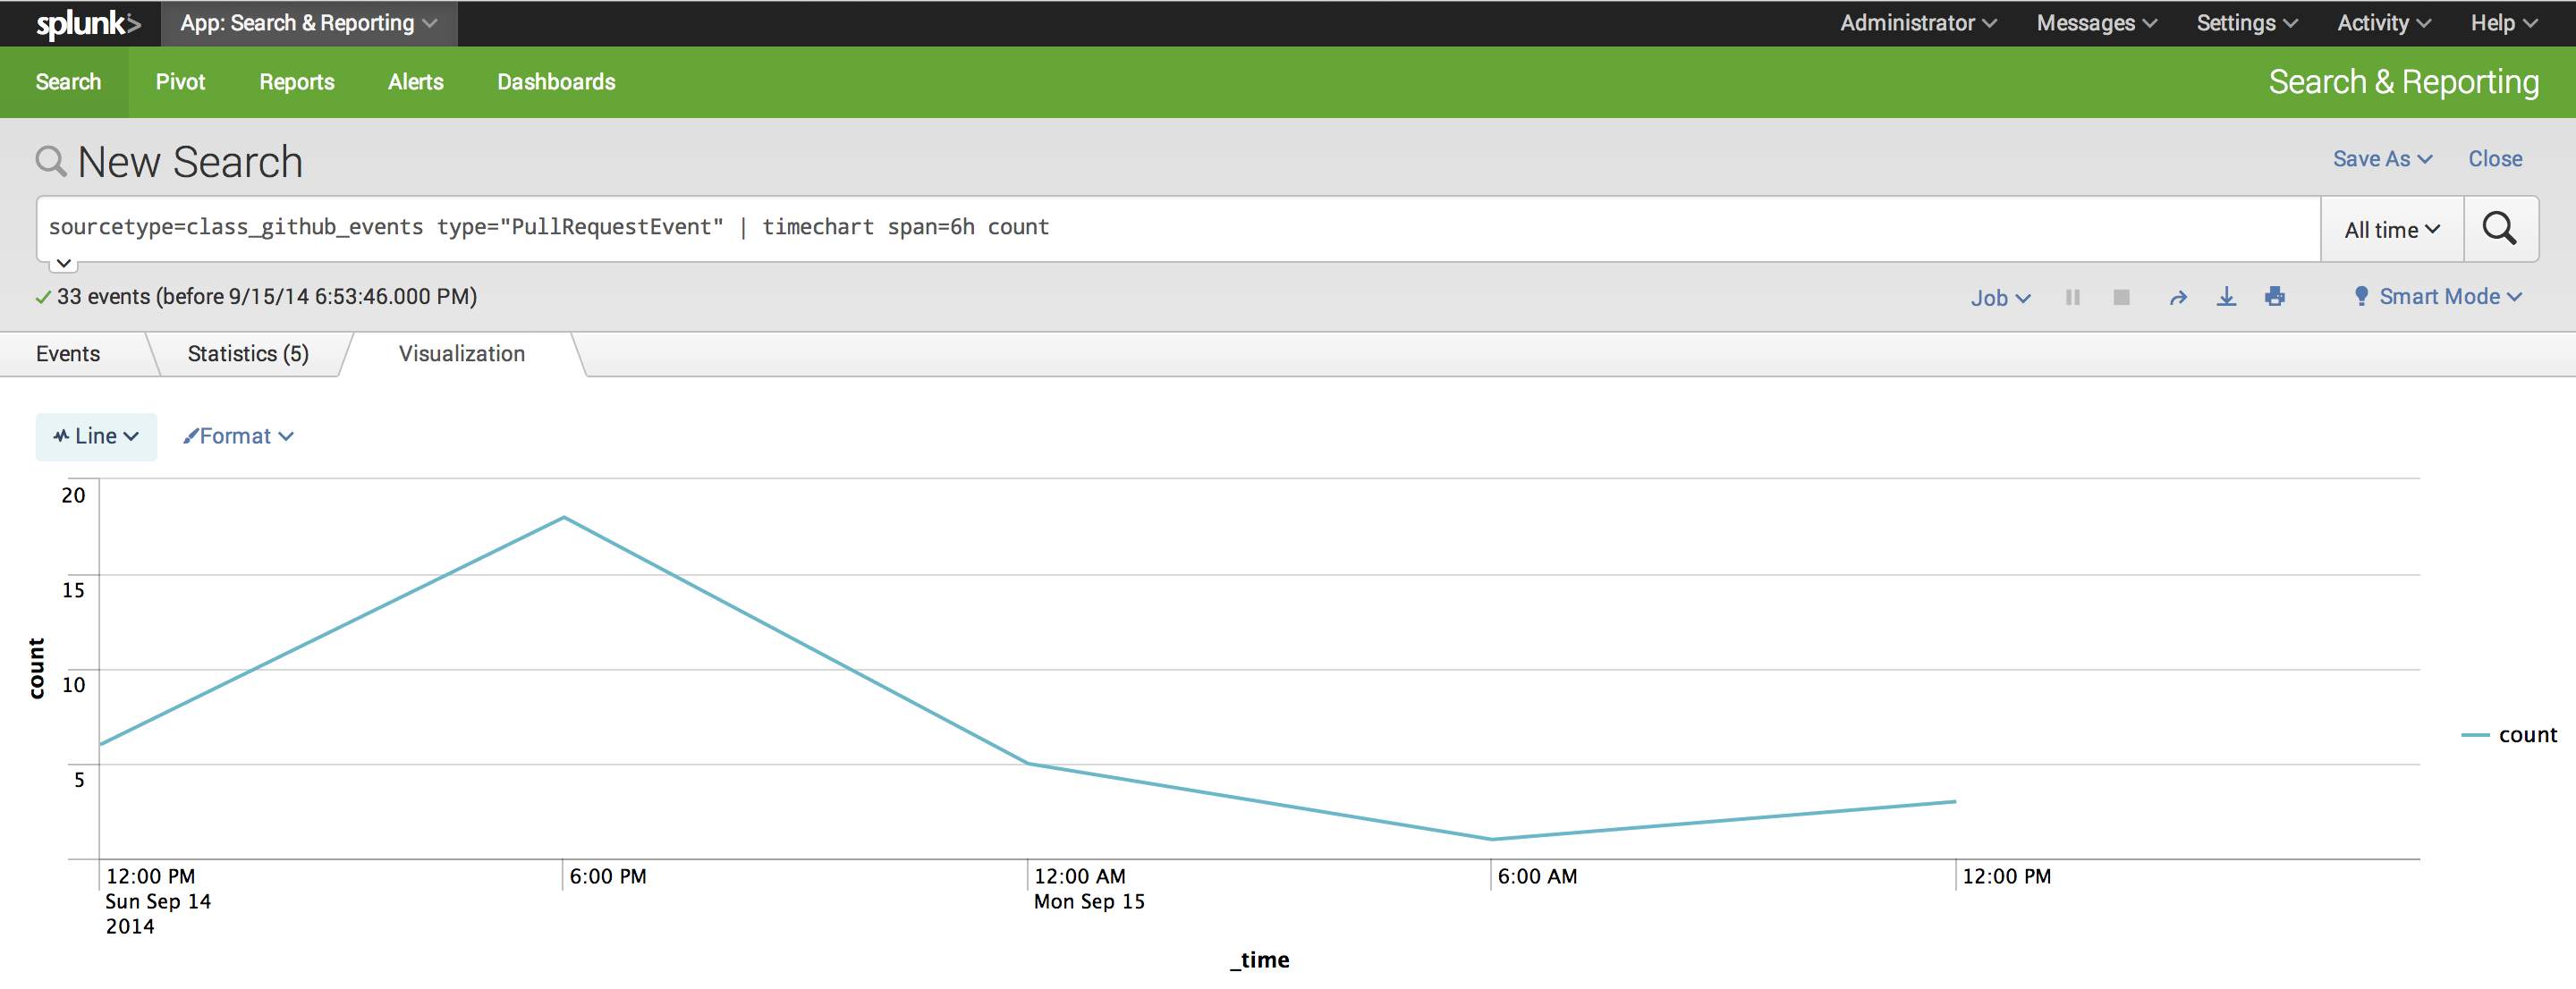 splunk> App: Search & Reporting Administrator Messages Settings Activity Help
Search Pivot Reports Alerts Dashboards Search & Reporting
New Search Save As Close
sourcetype=class_github_events type="PullRequestEvent" | timechart span=6h count All time
33 events (before 9/15/14 6:53:46.000 PM) Job Smart Mode
Events Statistics (5) Visualization
Line Format
20
15
10
5
count
count
12:00 PM 6:00 PM 12:00 AM 6:00 AM 12:00 PM
Sun Sep 14 Mon Sep 15
2014
_time